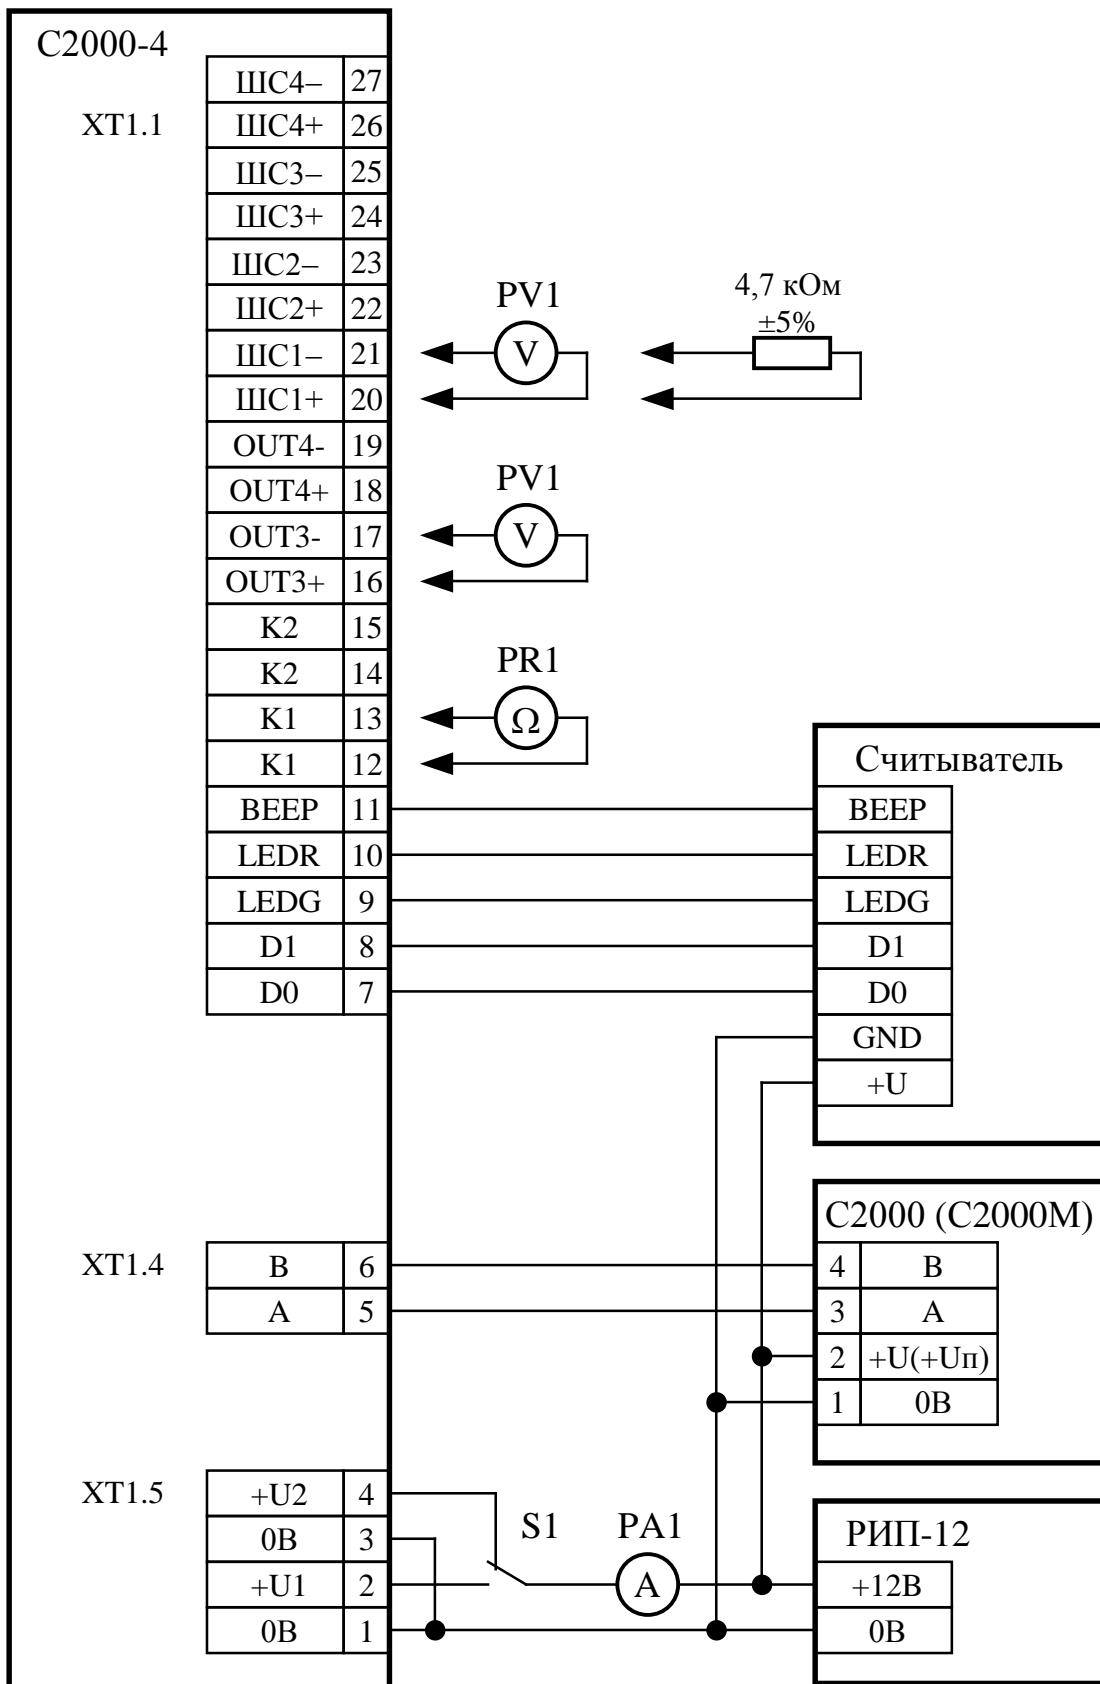 С2000-4
ШС4– 27
XT1.1 ШС4+ 26
ШС3– 25
ШС3+ 24
ШС2– 23
ШС2+ 22
ШС1– 21
ШС1+ 20
OUT4- 19
OUT4+ 18
OUT3- 17
OUT3+ 16
K2 15
K2 14
K1 13
K1 12
BEEP 11
LEDR 10
LEDG 9
D1 8
D0 7
XT1.4 B 6
A 5
XT1.5 +U2 4
0В 3
+U1 2
0В 1
PV1
V
4,7 кОм
±5%
PV1
V
PR1
Ω
S1
PA1
A
Считыватель
BEEP
LEDR
LEDG
D1
D0
GND
+U
С2000 (С2000М)
4 B
3 A
2 +U(+Uп)
1 0В
РИП-12
+12В
0В